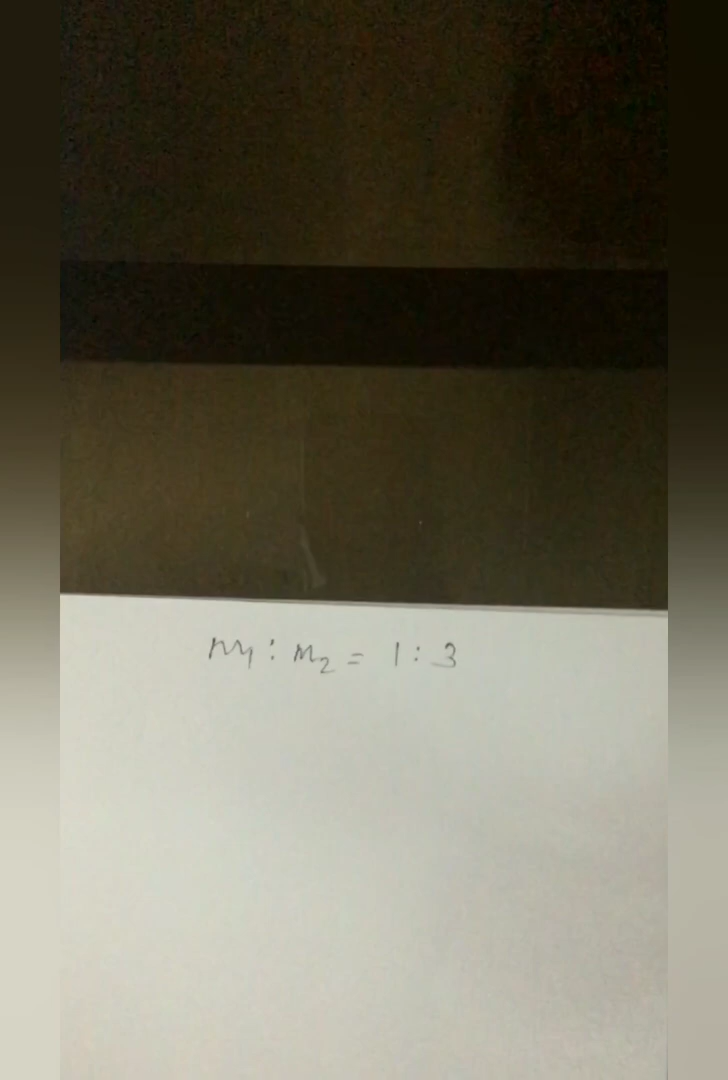 m1 : m2 = 1 : 3